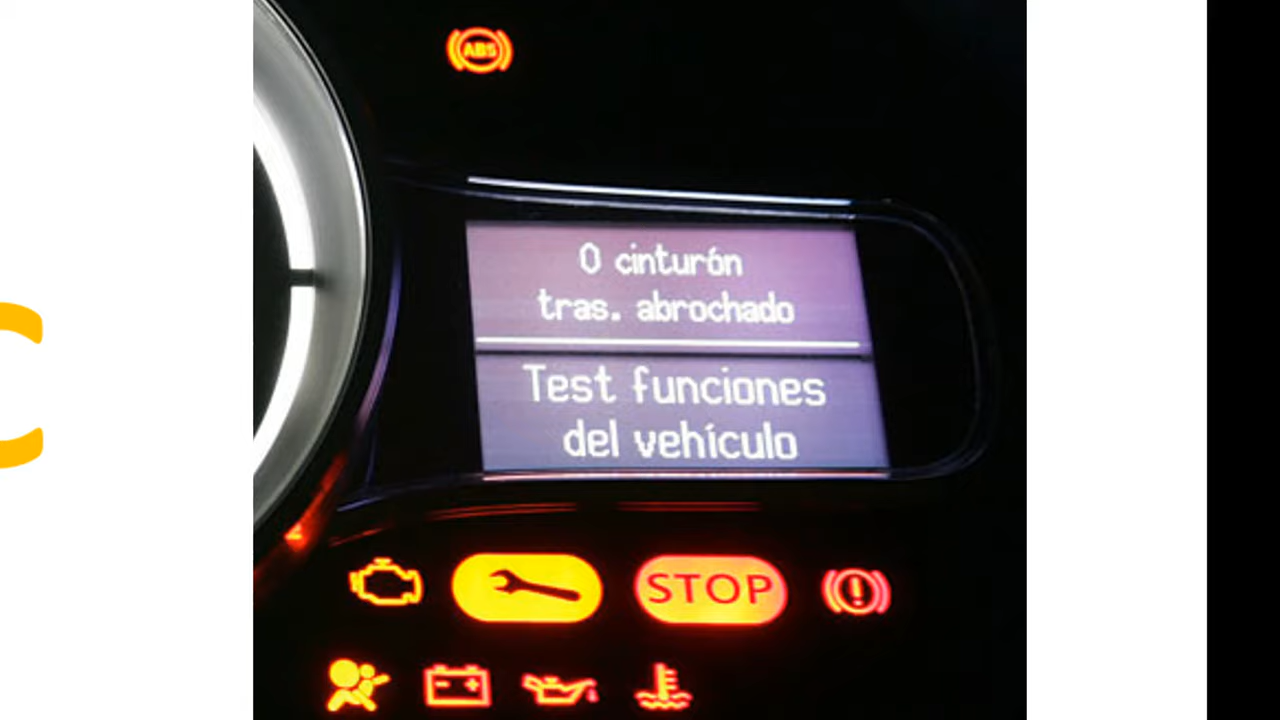 ABS
0 cinturón
tras. abrochado
Test funciones
del vehículo
STOP